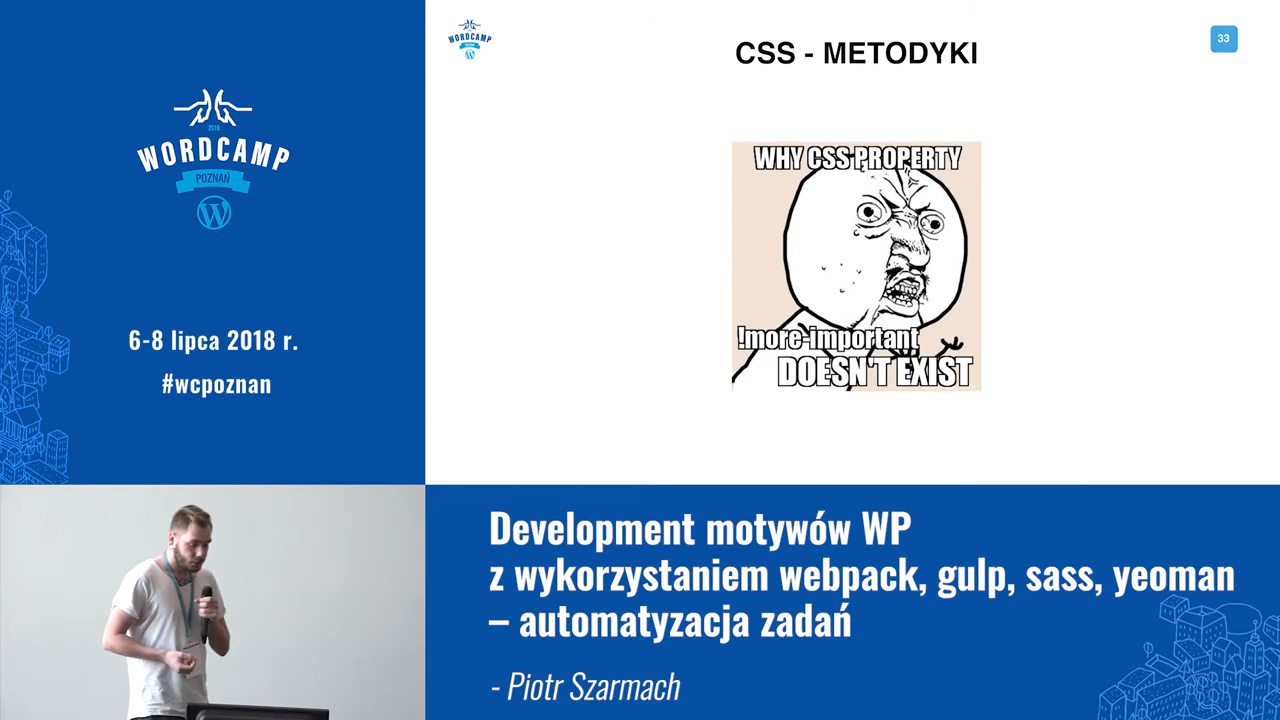 2018
WORDCAMP
POZNAŃ
6-8 lipca 2018 r.
#wcpoznan
WORDCAMP
CSS - METODYKI
33
WHY CSS PROPERTY
!more-important
DOESN'T EXIST
Development motywów WP
z wykorzystaniem webpack, gulp, sass, yeoman
– automatyzacja zadań
- Piotr Szarmach